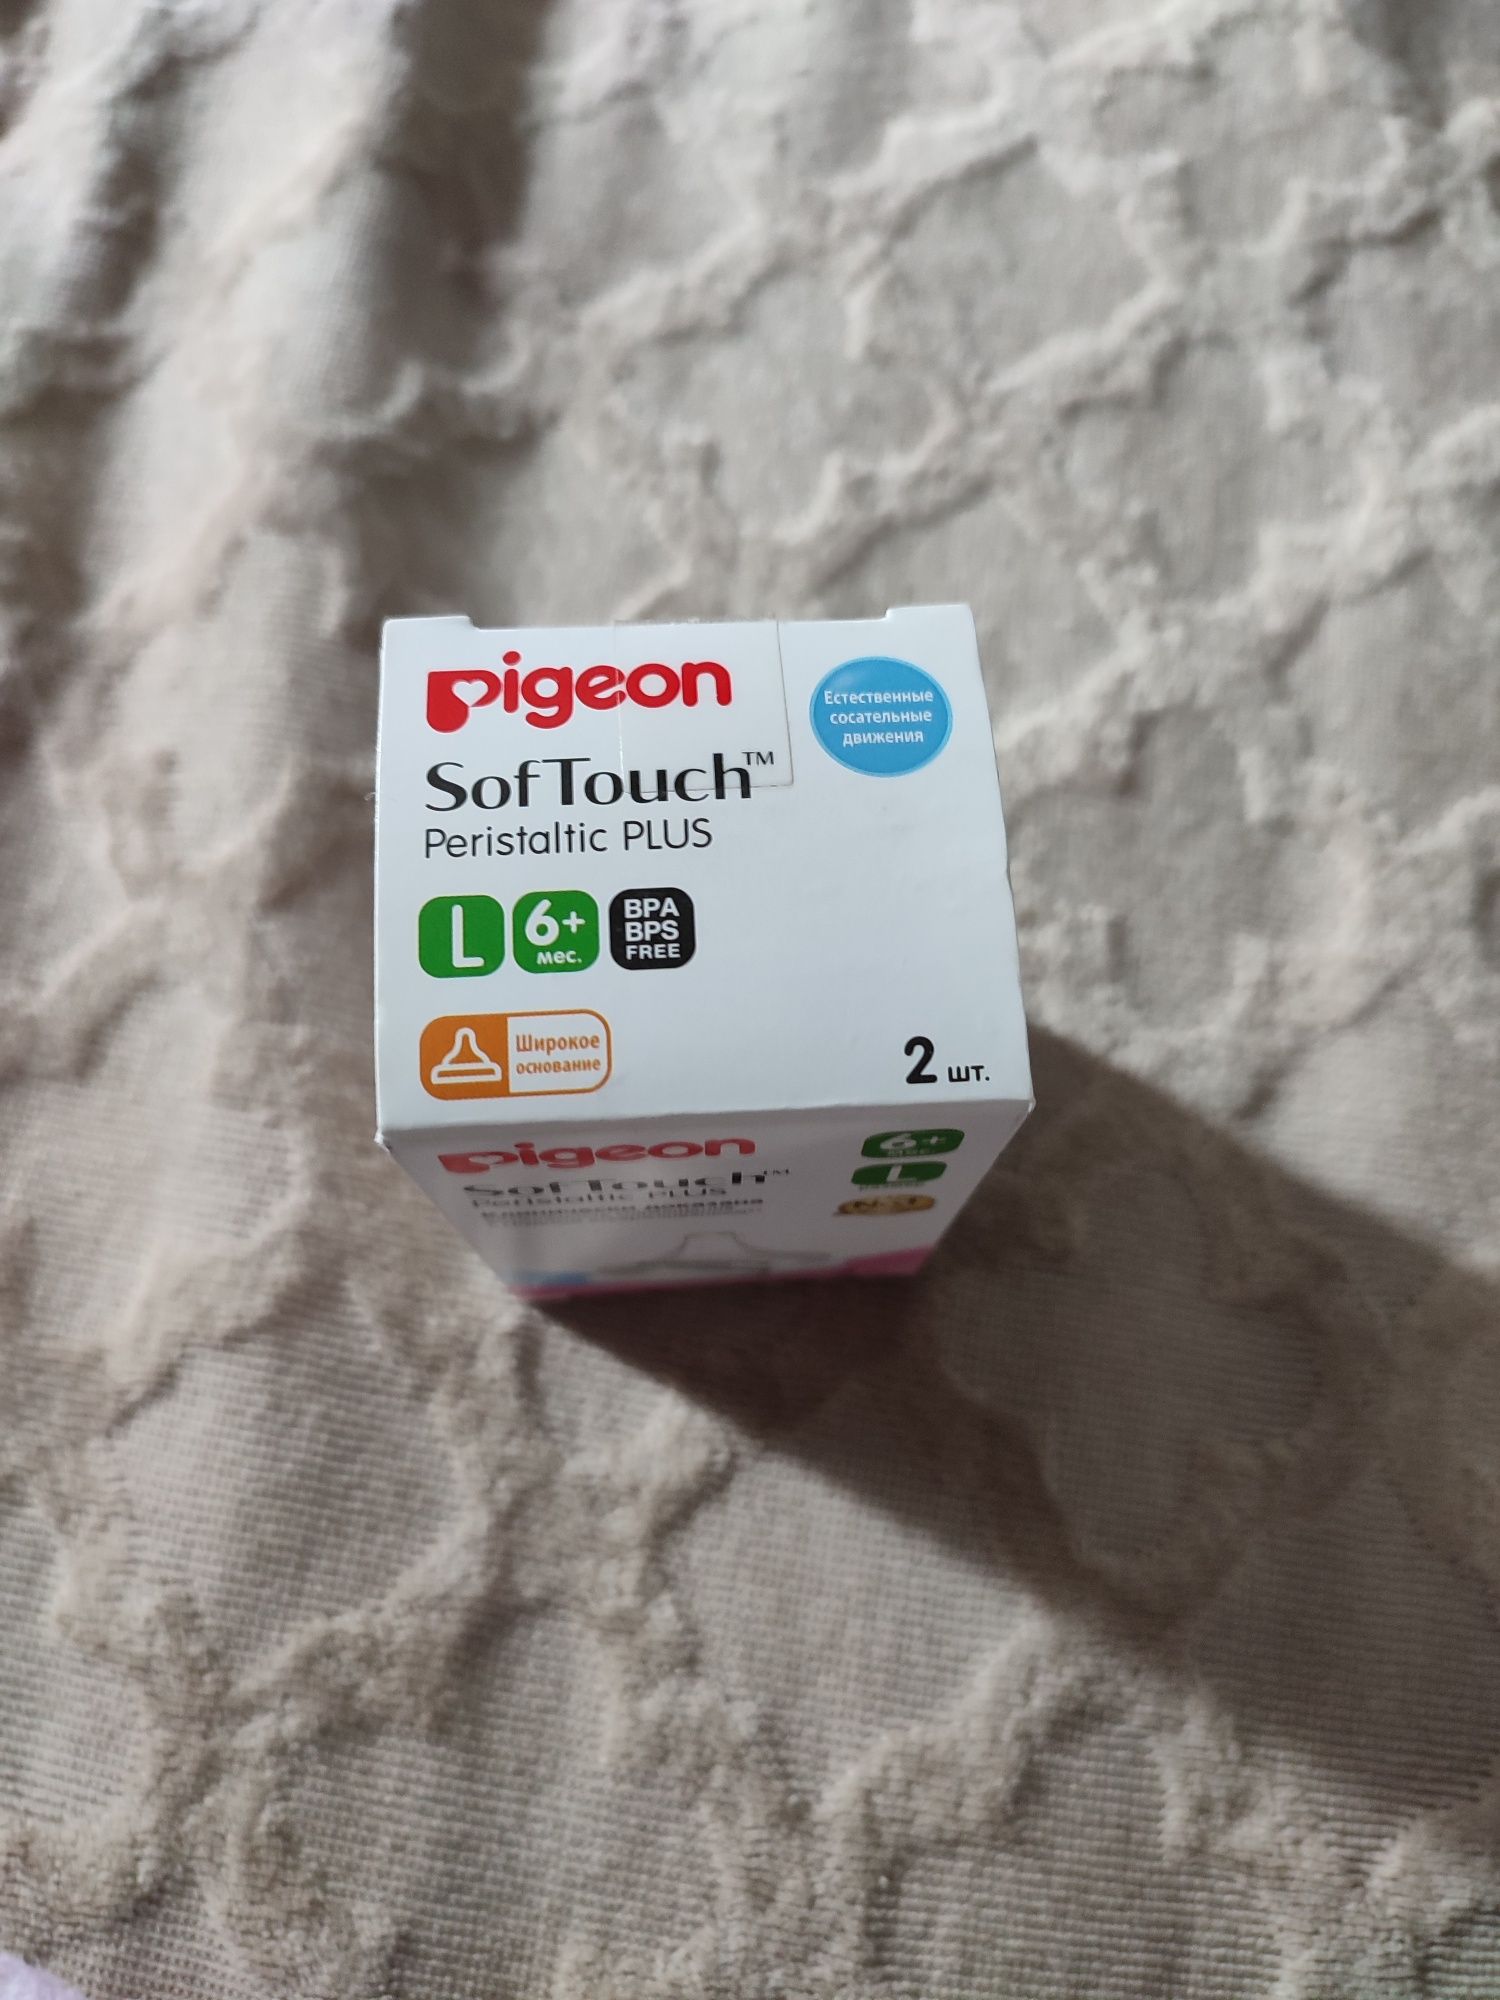 pigeon
Естественные
сосательные
движения
SofTouch™
Peristaltic PLUS
L
6+
мес.
BPA
BPS
FREE
Широкое
основание
2 шт.
pigeon
6+
мес.
SofTouch™
L
Peristaltic PLUS